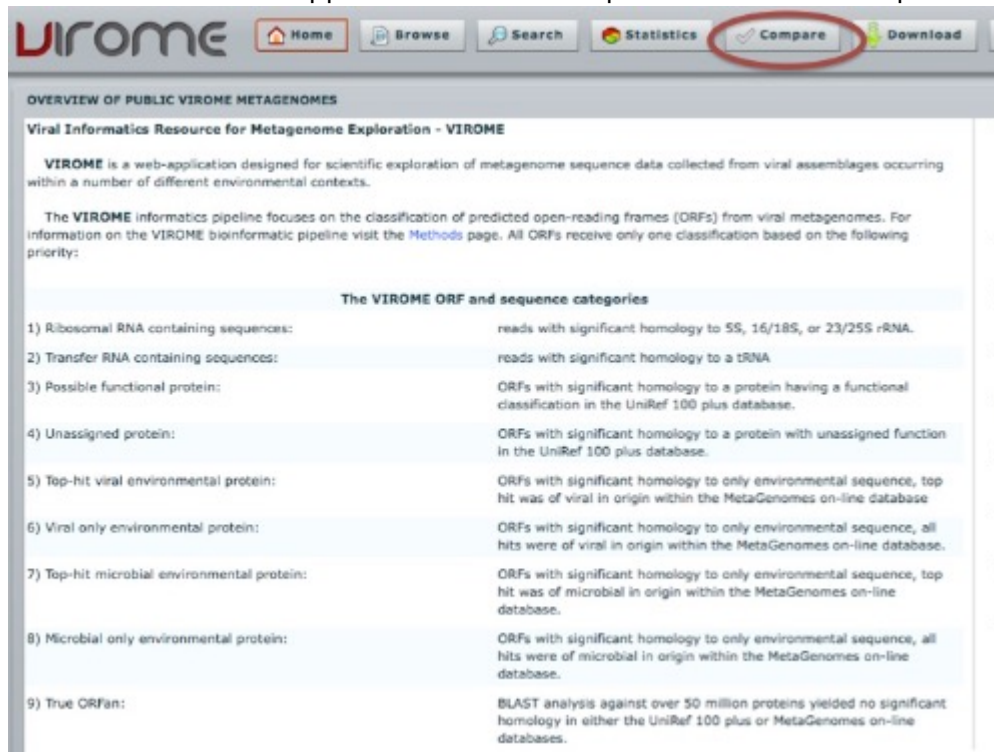 VIROME
Home
Browse
Search
Statistics
Compare
Download
OVERVIEW OF PUBLIC VIROME METAGENOMES
Viral Informatics Resource for Metagenome Exploration - VIROME
VIROME is a web-application designed for scientific exploration of metagenome sequence data collected from viral assemblages occurring
within a number of different environmental contexts.
The VIROME informatics pipeline focuses on the classification of predicted open-reading frames (ORFs) from viral metagenomes. For
information on the VIROME bioinformatic pipeline visit the Methods page. All ORFs receive only one classification based on the following
priority:
The VIROME ORF and sequence categories
1) Ribosomal RNA containing sequences: reads with significant homology to 5S, 16/18S, or 23/25S rRNA.
2) Transfer RNA containing sequences: reads with significant homology to a tRNA
3) Possible functional protein: ORFs with significant homology to a protein having a functional
classification in the UniRef 100 plus database.
4) Unassigned protein: ORFs with significant homology to a protein with unassigned function
in the UniRef 100 plus database.
5) Top-hit viral environmental protein: ORFs with significant homology to only environmental sequence, top
hit was of viral in origin within the MetaGenomes on-line database
6) Viral only environmental protein: ORFs with significant homology to only environmental sequence, all
hits were of viral in origin within the MetaGenomes on-line database.
7) Top-hit microbial environmental protein: ORFs with significant homology to only environmental sequence, top
hit was of microbial in origin within the MetaGenomes on-line
database.
8) Microbial only environmental protein: ORFs with significant homology to only environmental sequence, all
hits were of microbial in origin within the MetaGenomes on-line
database.
9) True ORFan: BLAST analysis against over 50 million proteins yielded no significant
homology in either the UniRef 100 plus or MetaGenomes on-line
databases.